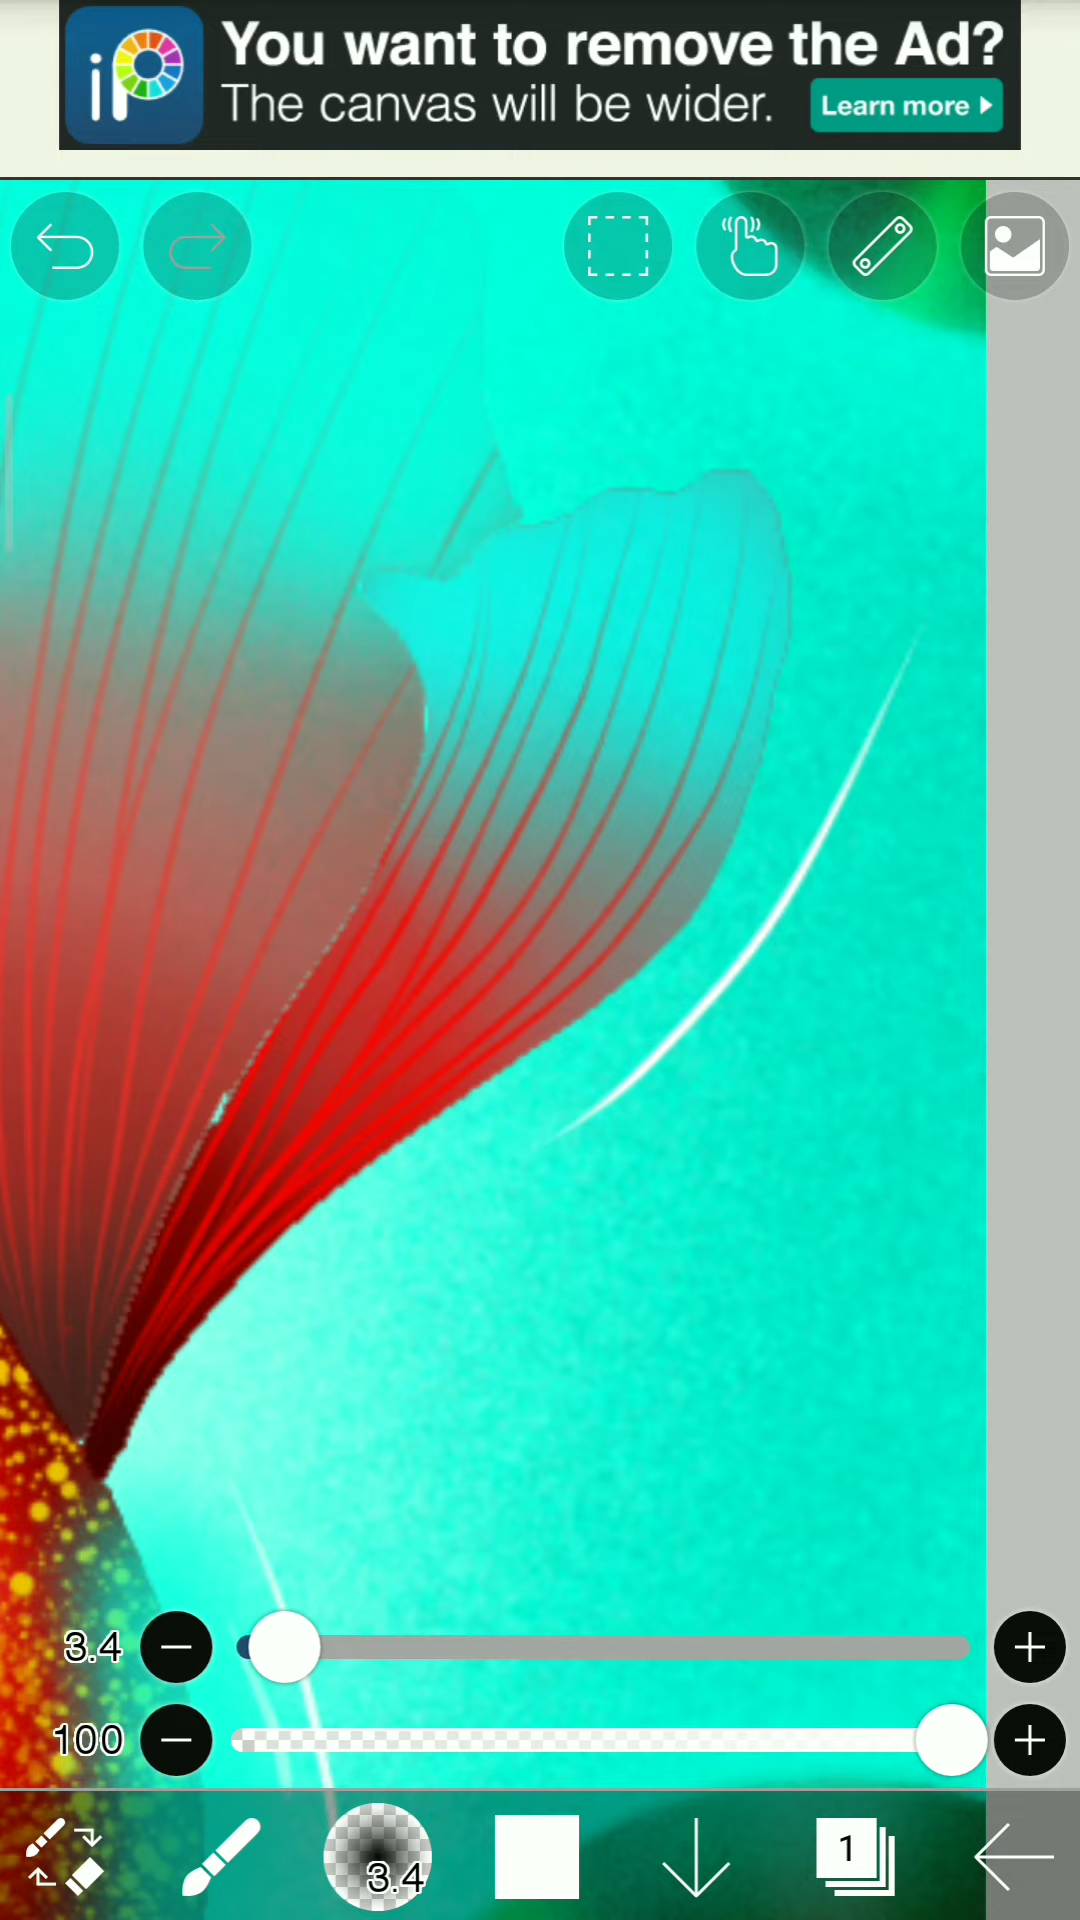 iP
You want to remove the Ad?
The canvas will be wider.
Learn more
3.4
100
3.4
1